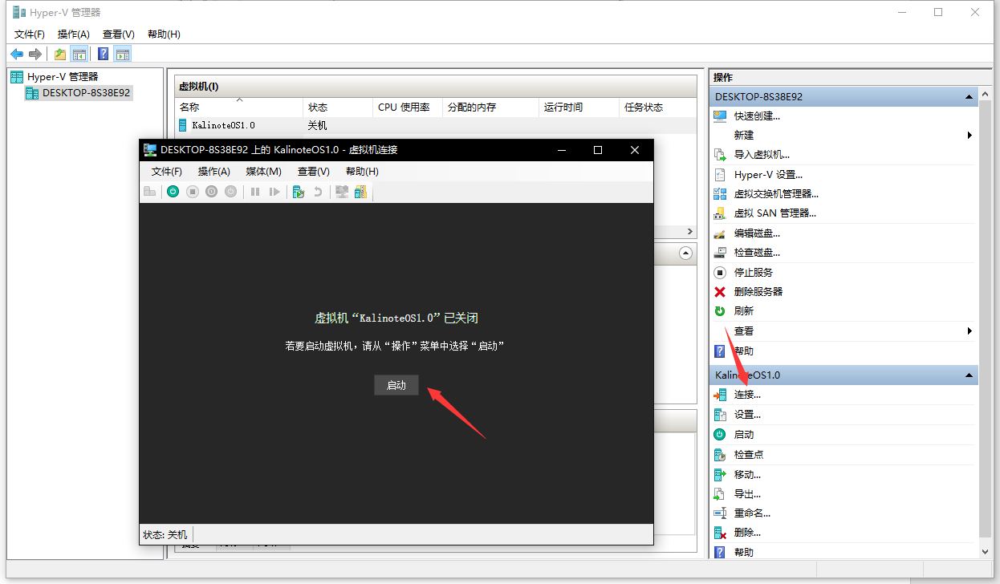 Hyper-V 管理器
文件(F) 操作(A) 查看(V) 帮助(H)
Hyper-V 管理器
DESKTOP-8S38E92
虚拟机(I)
名称 状态 CPU 使用率 分配的内存 运行时间 任务状态
KalinoteOS1.0 关机
DESKTOP-8S38E92 上的 KalinoteOS1.0 - 虚拟机连接
文件(F) 操作(A) 媒体(M) 查看(V) 帮助(H)
虚拟机“KalinoteOS1.0”已关闭
若要启动虚拟机，请从“操作”菜单中选择“启动”
启动
状态: 关机
操作
DESKTOP-8S38E92
快速创建...
新建
导入虚拟机...
Hyper-V 设置...
虚拟交换机管理器...
虚拟 SAN 管理器...
编辑磁盘...
检查磁盘...
停止服务
删除服务器
刷新
查看
帮助
KalinoteOS1.0
连接...
设置...
启动
检查点
移动...
导出...
重命名...
删除...
帮助